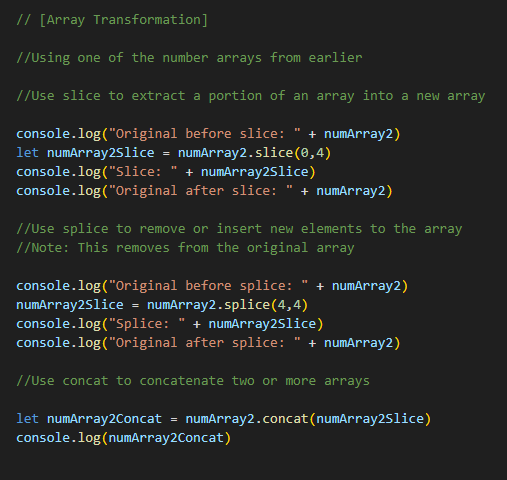 // [Array Transformation]
//Using one of the number arrays from earlier
//Use slice to extract a portion of an array into a new array
console.log("Original before slice: " + numArray2)
let numArray2Slice = numArray2.slice(0,4)
console.log("Slice: " + numArray2Slice)
console.log("Original after slice: " + numArray2)
//Use splice to remove or insert new elements to the array
//Note: This removes from the original array
console.log("Original before splice: " + numArray2)
numArray2Slice = numArray2.splice(4,4)
console.log("Splice: " + numArray2Slice)
console.log("Original after splice: " + numArray2)
//Use concat to concatenate two or more arrays
let numArray2Concat = numArray2.concat(numArray2Slice)
console.log(numArray2Concat)